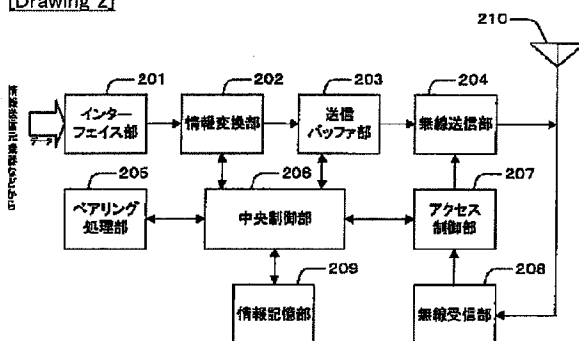 [Drawing 2]
210
201
202
203
204
インター
フェイス部
情報変換部
送信
バッファ部
無線送信部
データ
205
206
207
ペアリング
処理部
中央制御部
アクセス
制御部
209
208
情報記憶部
無線受信部